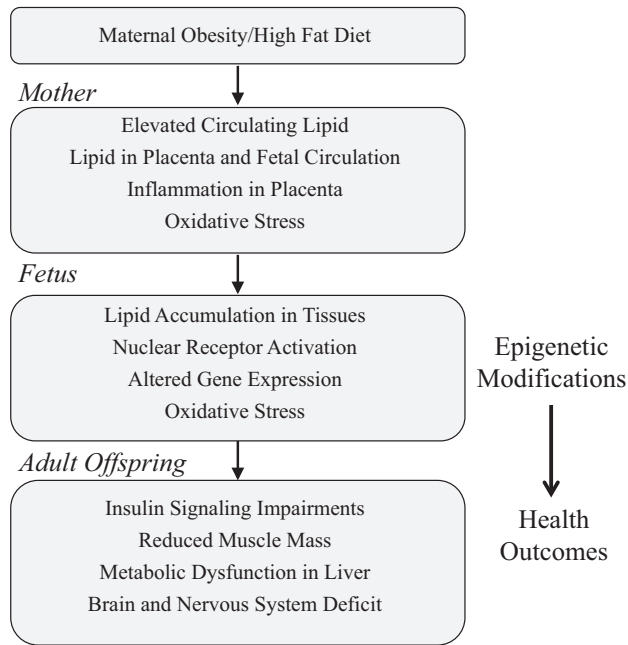 Maternal Obesity/High Fat Diet
Mother
Elevated Circulating Lipid
Lipid in Placenta and Fetal Circulation
Inflammation in Placenta
Oxidative Stress
Fetus
Lipid Accumulation in Tissues
Nuclear Receptor Activation
Altered Gene Expression
Oxidative Stress
Epigenetic
Modifications
Adult Offspring
Insulin Signaling Impairments
Reduced Muscle Mass
Metabolic Dysfunction in Liver
Brain and Nervous System Deficit
Health
Outcomes